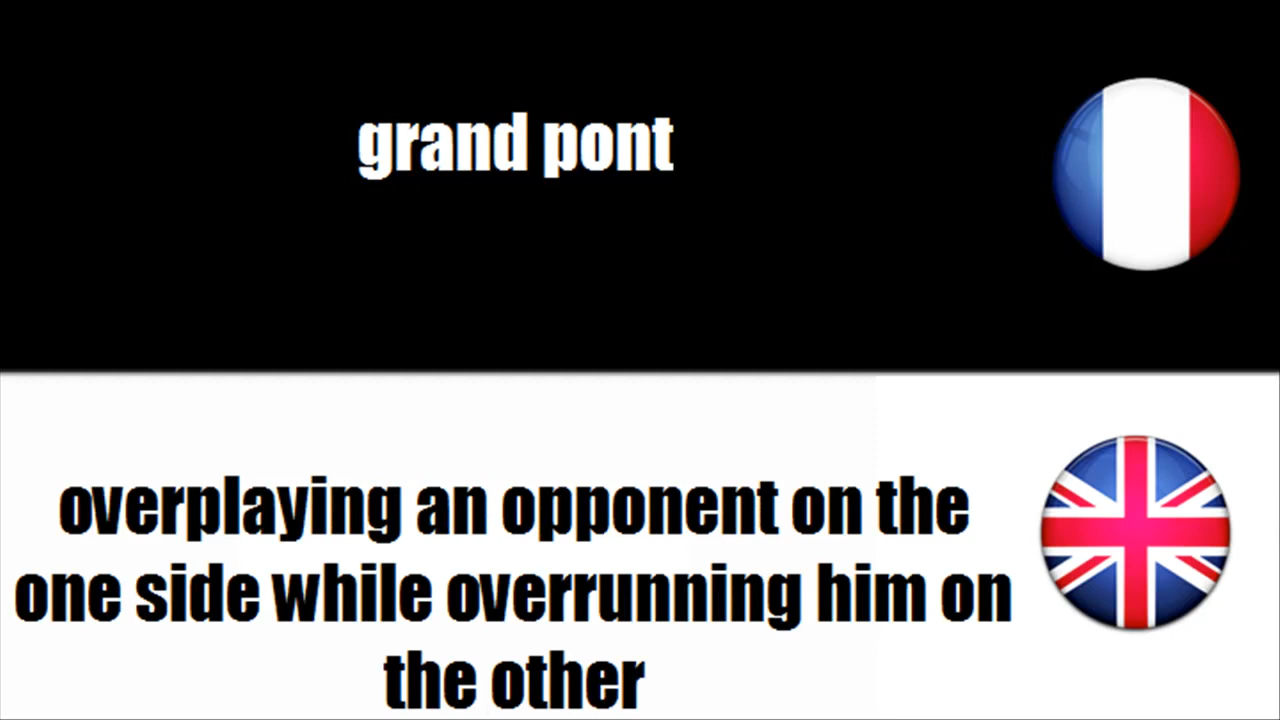 grand pont
overplaying an opponent on the
one side while overrunning him on
the other